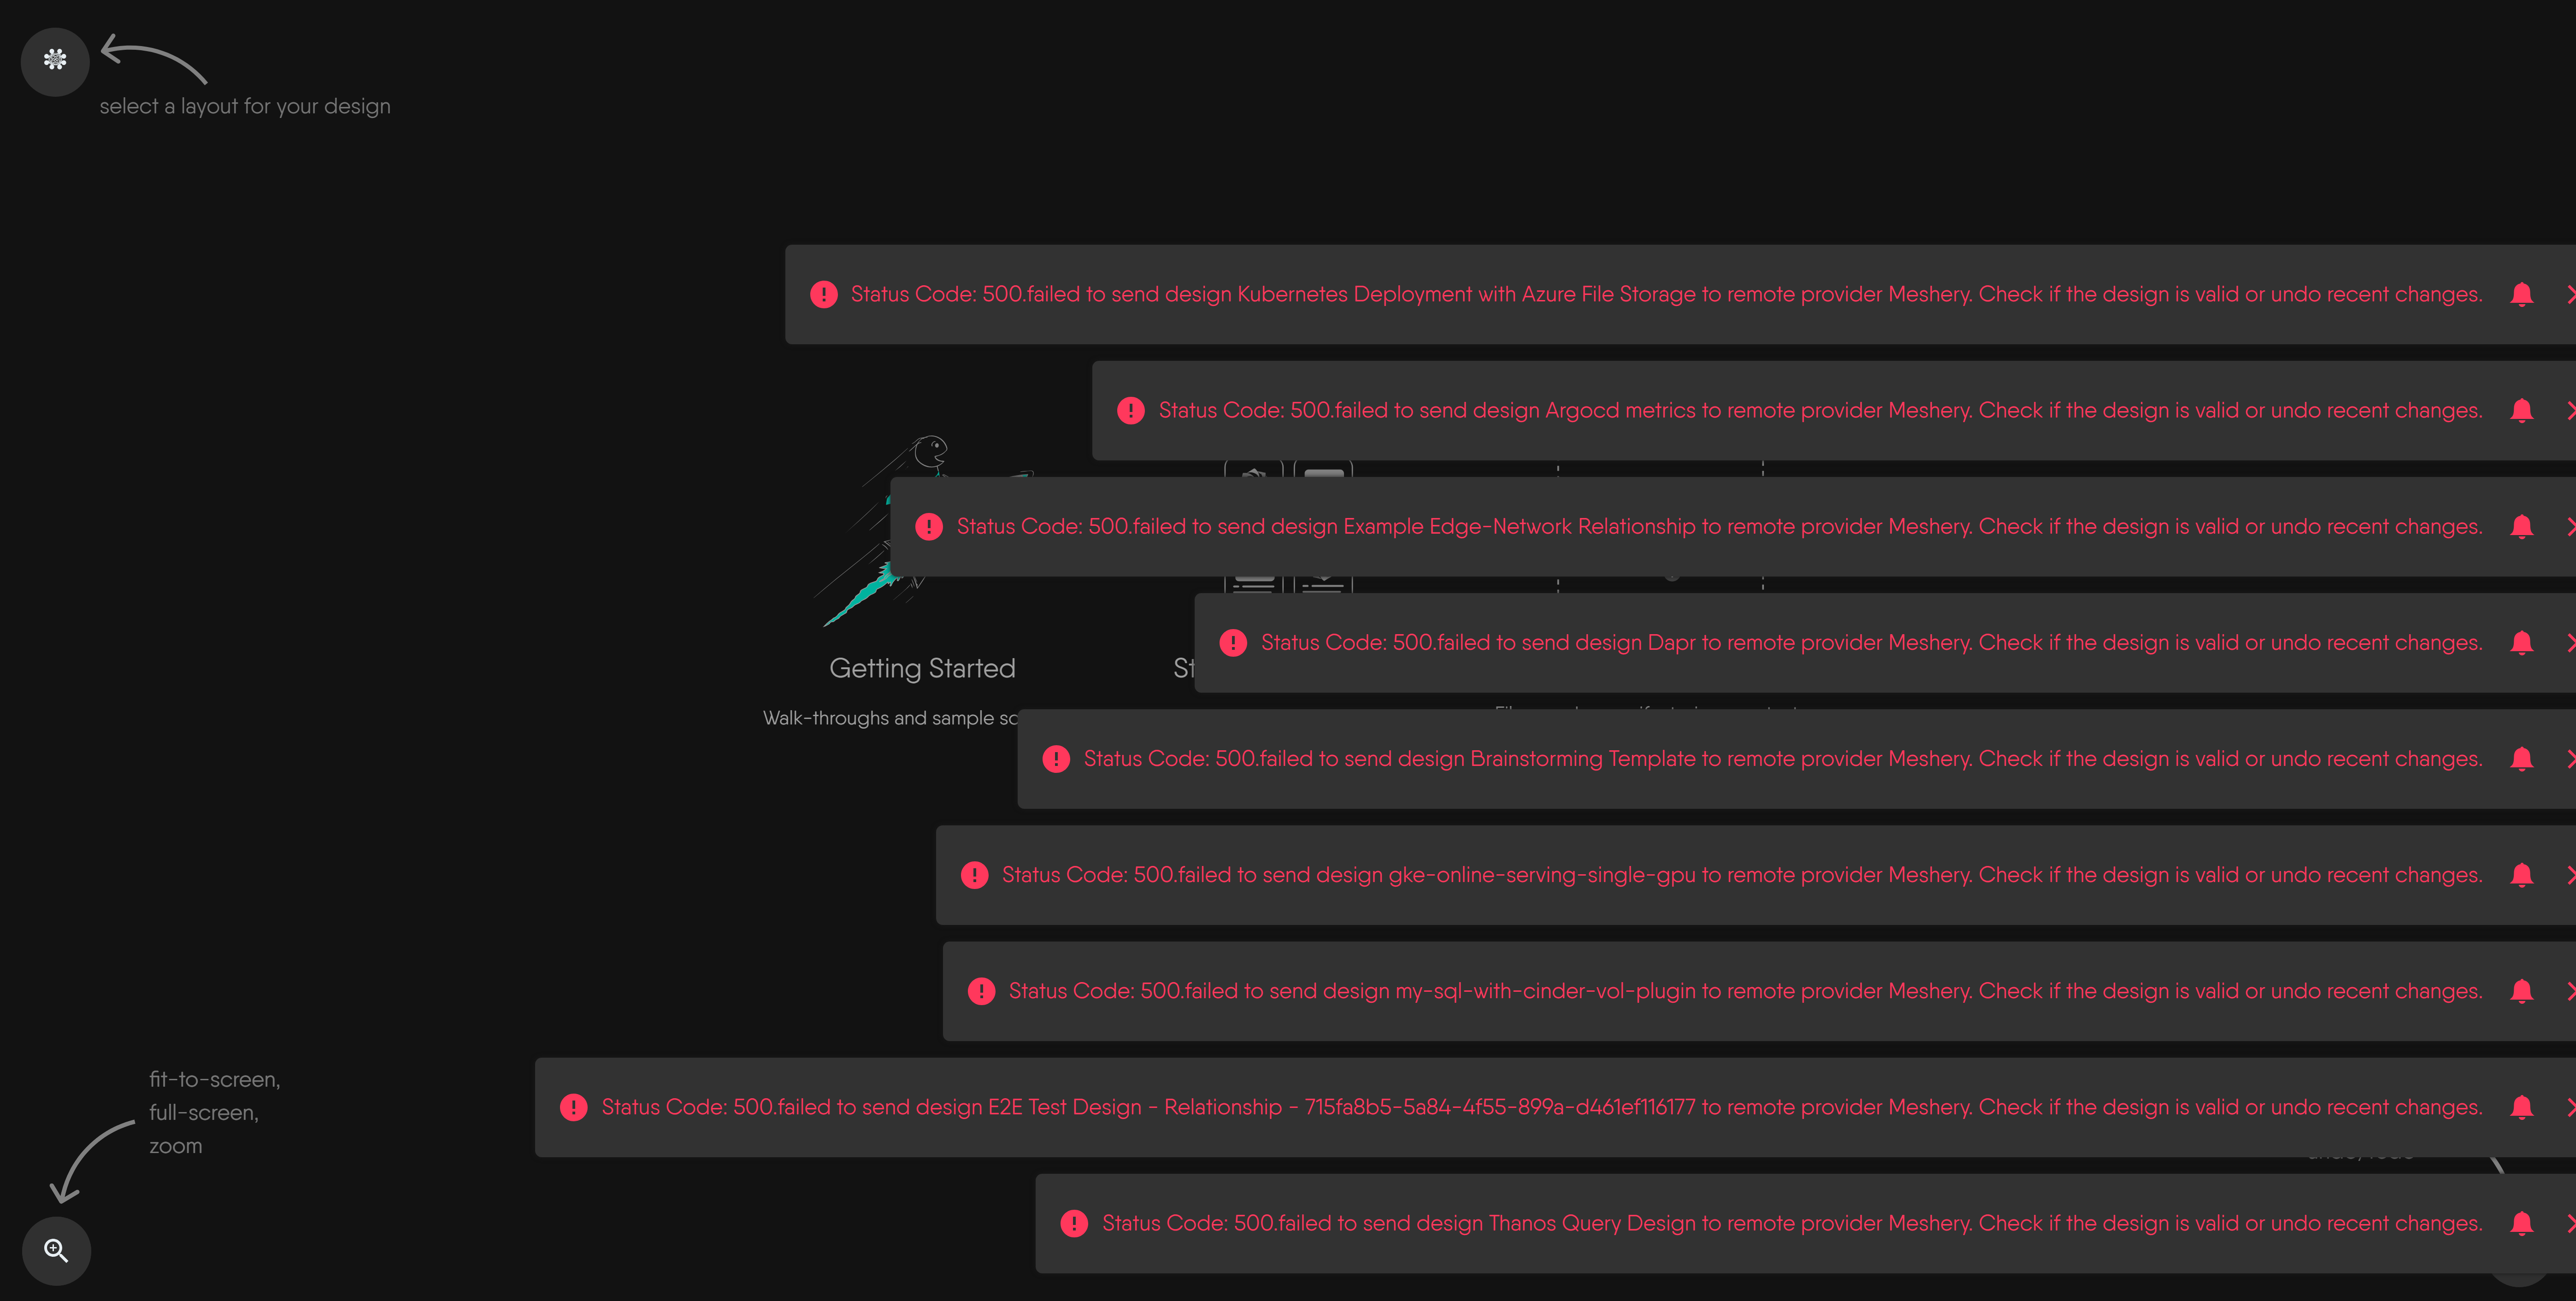 select a layout for your design
Status Code: 500.failed to send design Kubernetes Deployment with Azure File Storage to remote provider Meshery. Check if the design is valid or undo recent changes.
Status Code: 500.failed to send design Argocd metrics to remote provider Meshery. Check if the design is valid or undo recent changes.
Status Code: 500.failed to send design Example Edge-Network Relationship to remote provider Meshery. Check if the design is valid or undo recent changes.
Status Code: 500.failed to send design Dapr to remote provider Meshery. Check if the design is valid or undo recent changes.
Getting Started
St
Walk-throughs and sample
Status Code: 500.failed to send design Brainstorming Template to remote provider Meshery. Check if the design is valid or undo recent changes.
Status Code: 500.failed to send design gke-online-serving-single-gpu to remote provider Meshery. Check if the design is valid or undo recent changes.
Status Code: 500.failed to send design my-sql-with-cinder-vol-plugin to remote provider Meshery. Check if the design is valid or undo recent changes.
fit-to-screen,
full-screen,
zoom
Status Code: 500.failed to send design E2E Test Design - Relationship - 715fa8b5-5a84-4f55-899a-d461ef116177 to remote provider Meshery. Check if the design is valid or undo recent changes.
Status Code: 500.failed to send design Thanos Query Design to remote provider Meshery. Check if the design is valid or undo recent changes.